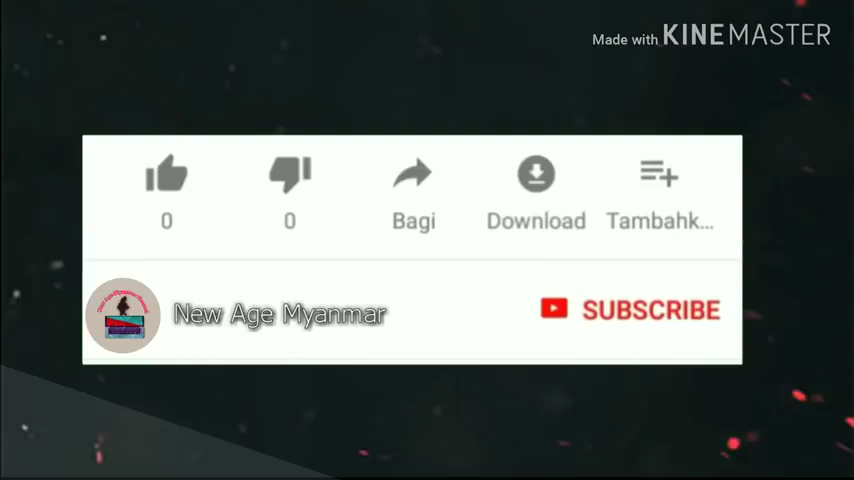 Made with KINEMASTER
0 0 Bagi Download Tambahk...
New Age Myanmar SUBSCRIBE